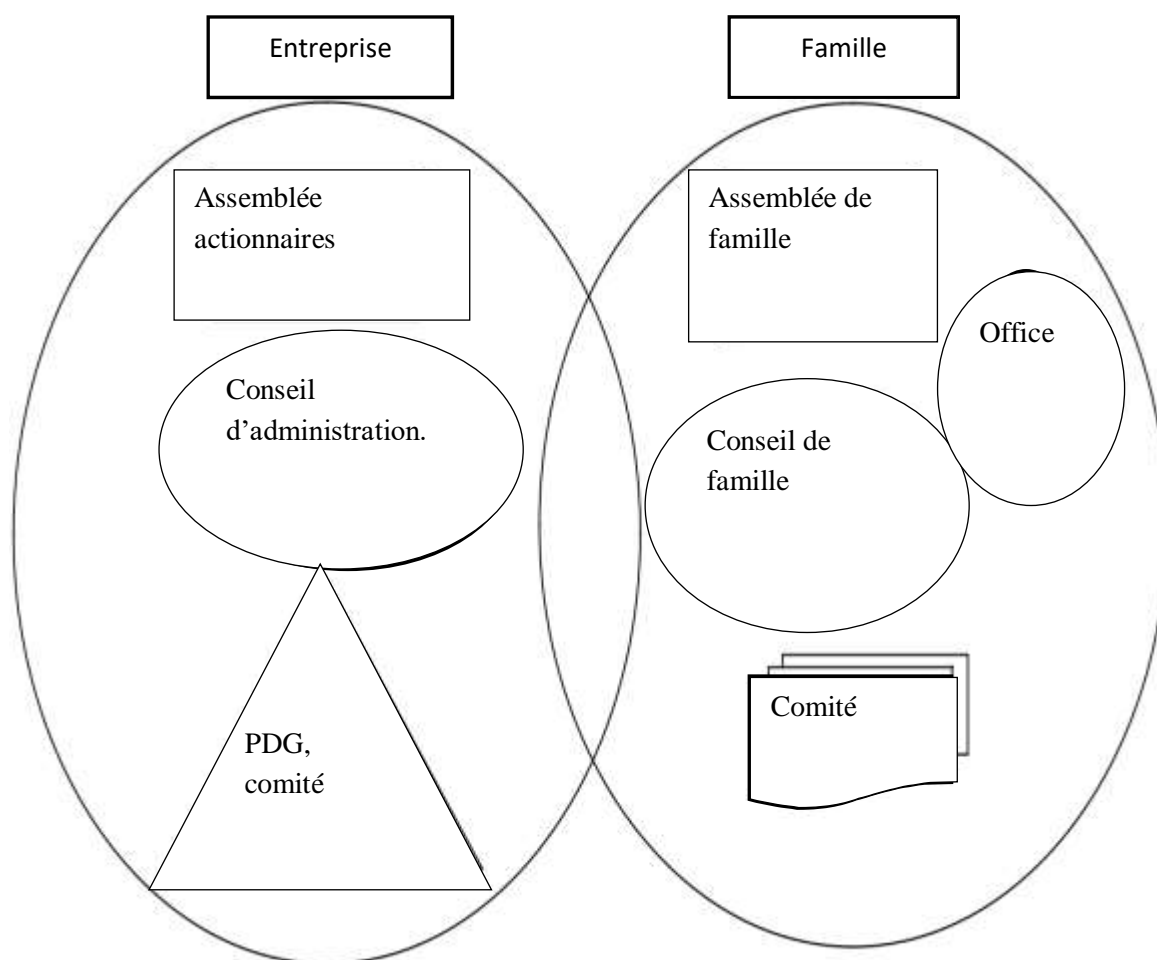 Entreprise
Famille
Assemblée
actionnaires
Assemblée de
famille
Office
Conseil
d’administration.
Conseil de
famille
PDG,
comité
Comité